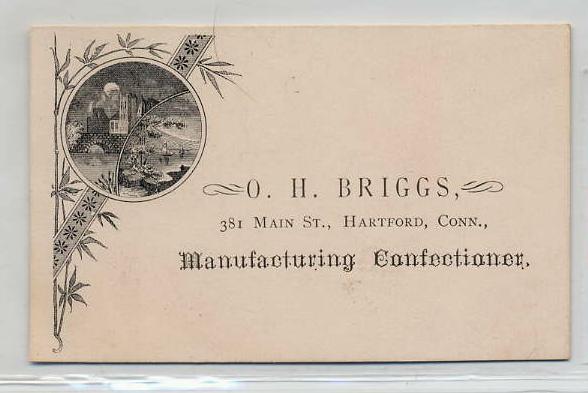 O. H. BRIGGS,
381 MAIN ST., HARTFORD, CONN.,
Manufacturing Confectioner.